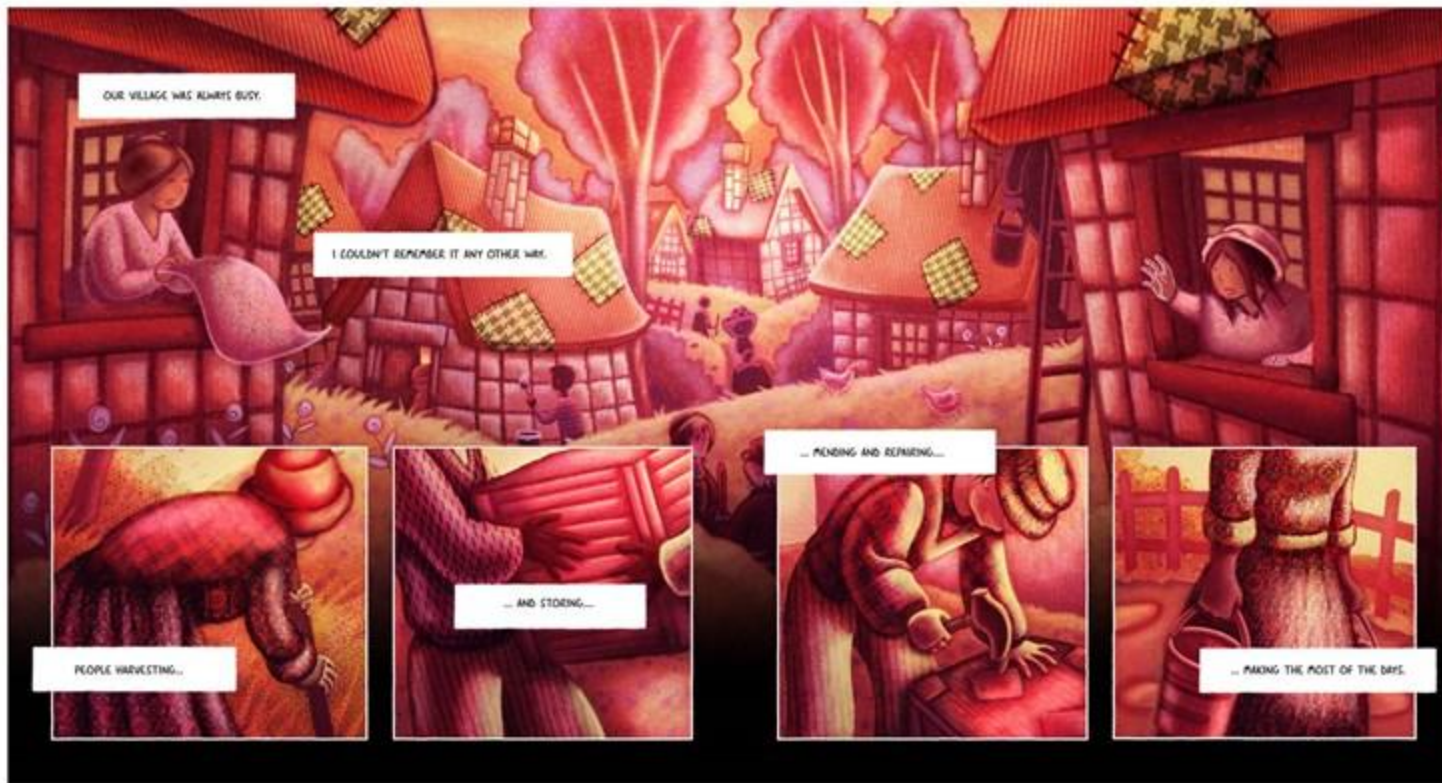 OUR VILLAGE WAS ALWAYS BUSY.
I COULDN'T REMEMBER IT ANY OTHER WAY.
PEOPLE HARVESTING...
... AND STORING....
... MENDING AND REPAIRING....
... MAKING THE MOST OF THE DAYS.